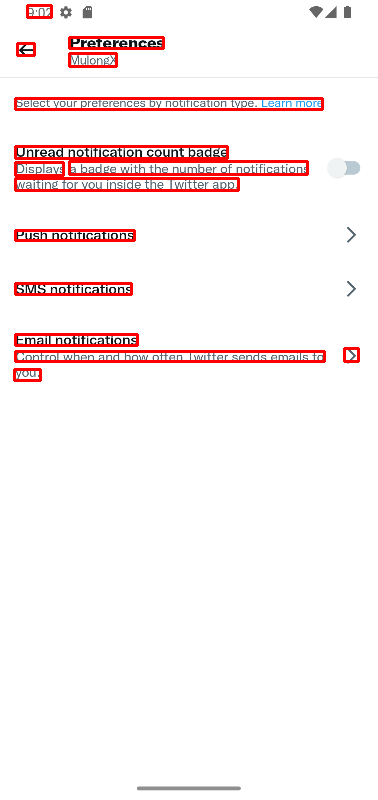 9:02
Preferences
MulongX
Select your preferences by notification type. Learn more
Unread notification count badge
Displays a badge with the number of notifications
waiting for you inside the Twitter app.
Push notifications
SMS notifications
Email notifications
Control when and how often Twitter sends emails to
you.